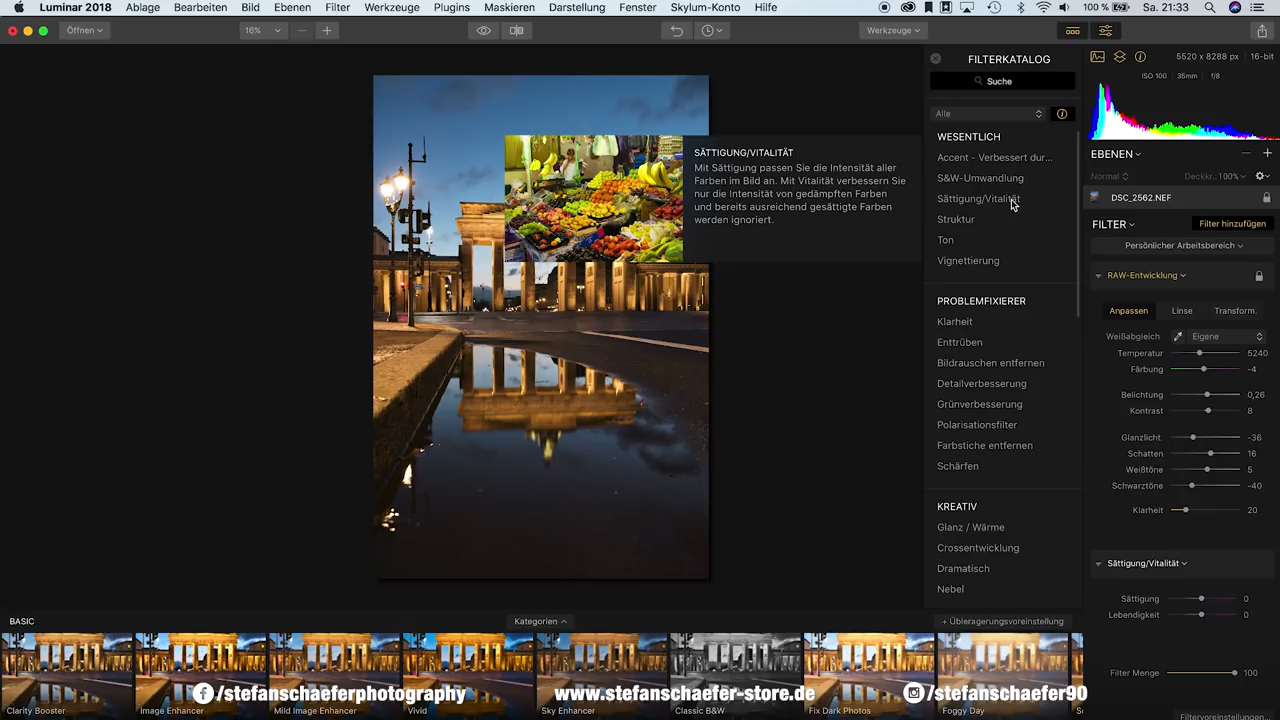 Luminar 2018 Ablage Bearbeiten Bild Ebenen Filter Werkzeuge Plugins Maskieren Darstellung Fenster Skylum-Konto Hilfe 100 % Sa. 21:33
Öffnen 16% Werkzeuge
FILTERKATALOG
Suche
Alle
WESENTLICH
Accent - Verbessert dur...
S&W-Umwandlung
Sättigung/Vitalität
Struktur
Ton
Vignettierung
PROBLEMFIXIERER
Klarheit
Enttrüben
Bildrauschen entfernen
Detailverbesserung
Grünverbesserung
Polarisationsfilter
Farbstiche entfernen
Schärfen
KREATIV
Glanz / Wärme
Crossentwicklung
Dramatisch
Nebel
SÄTTIGUNG/VITALITÄT
Mit Sättigung passen Sie die Intensität aller
Farben im Bild an. Mit Vitalität verbessern Sie
nur die Intensität von gedämpften Farben
und bereits ausreichend gesättigte Farben
werden ignoriert.
5520 x 8288 px 16-bit
ISO 100 35mm f/8
EBENEN
Normal Deckkr.: 100%
DSC_2562.NEF
FILTER Filter hinzufügen
Persönlicher Arbeitsbereich
RAW-Entwicklung
Anpassen Linse Transform.
Weißabgleich Eigene
Temperatur 5240
Färbung -4
Belichtung 0,26
Kontrast 8
Glanzlicht. -36
Schatten 16
Weißtöne 5
Schwarztöne -40
Klarheit 20
Sättigung/Vitalität
Sättigung 0
Lebendigkeit 0
Filter Menge 100
Filtervoreinstellungen...
BASIC Kategorien + Übleragerungsvoreinstellung
/stefanschaeferphotography www.stefanschaefer-store.de /stefanschaefer90
Clarity Booster Image Enhancer Mild Image Enhancer Vivid Sky Enhancer Classic B&W Fix Dark Photos Foggy Day